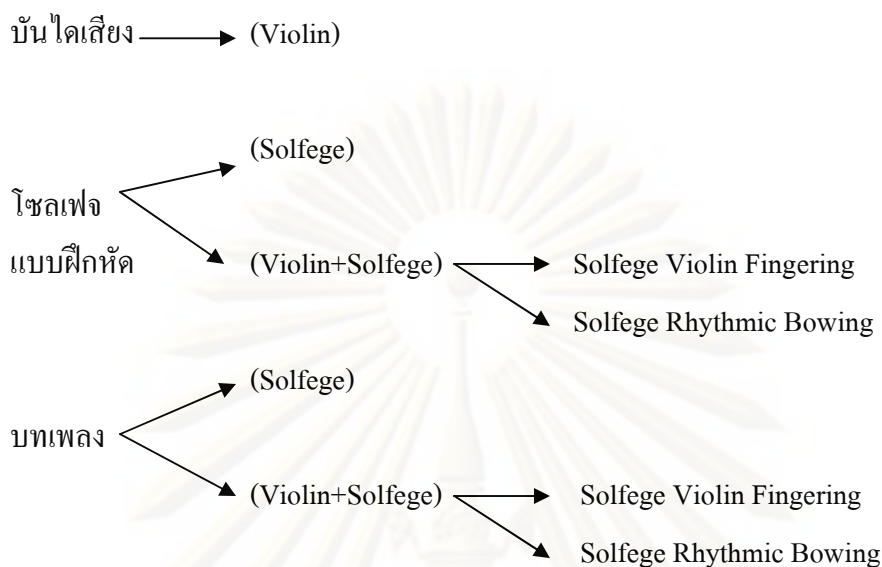 บันไดเสียง (Violin)
(Solfege)
โซลเฟจ
แบบฝึกหัด (Violin+Solfege) Solfege Violin Fingering
Solfege Rhythmic Bowing
(Solfege)
บทเพลง
(Violin+Solfege) Solfege Violin Fingering
Solfege Rhythmic Bowing